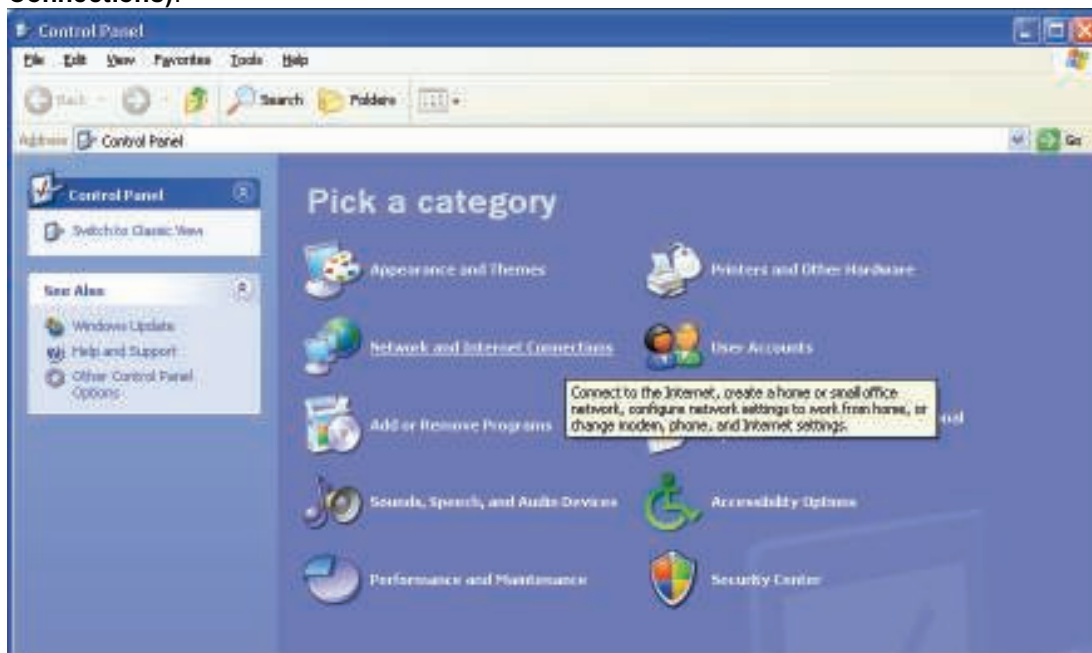 Connections).
Control Panel
File Edit View Favorites Tools Help
Back Search Folders
Address Control Panel Go
Control Panel
Switch to Classic View
See Also
Windows Update
Help and Support
Other Control Panel
Options
Pick a category
Appearance and Themes
Printers and Other Hardware
Network and Internet Connections
User Accounts
Connect to the Internet, create a home or small office
network, configure network settings to work from home, or
change modem, phone, and Internet settings.
Add or Remove Programs
Sounds, Speech, and Audio Devices
Accessibility Options
Performance and Maintenance
Security Center